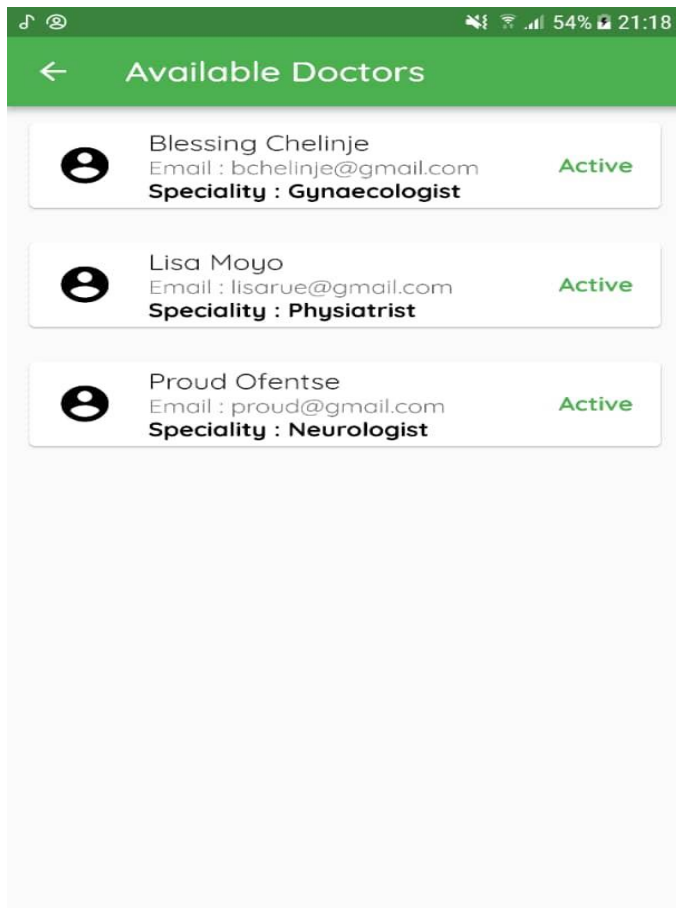 54% 21:18
Available Doctors
Blessing Chelinje
Email : bchelinje@gmail.com
Active
Speciality : Gynaecologist
Lisa Moyo
Email : lisarue@gmail.com
Active
Speciality : Physiatrist
Proud Ofentse
Email : proud@gmail.com
Active
Speciality : Neurologist